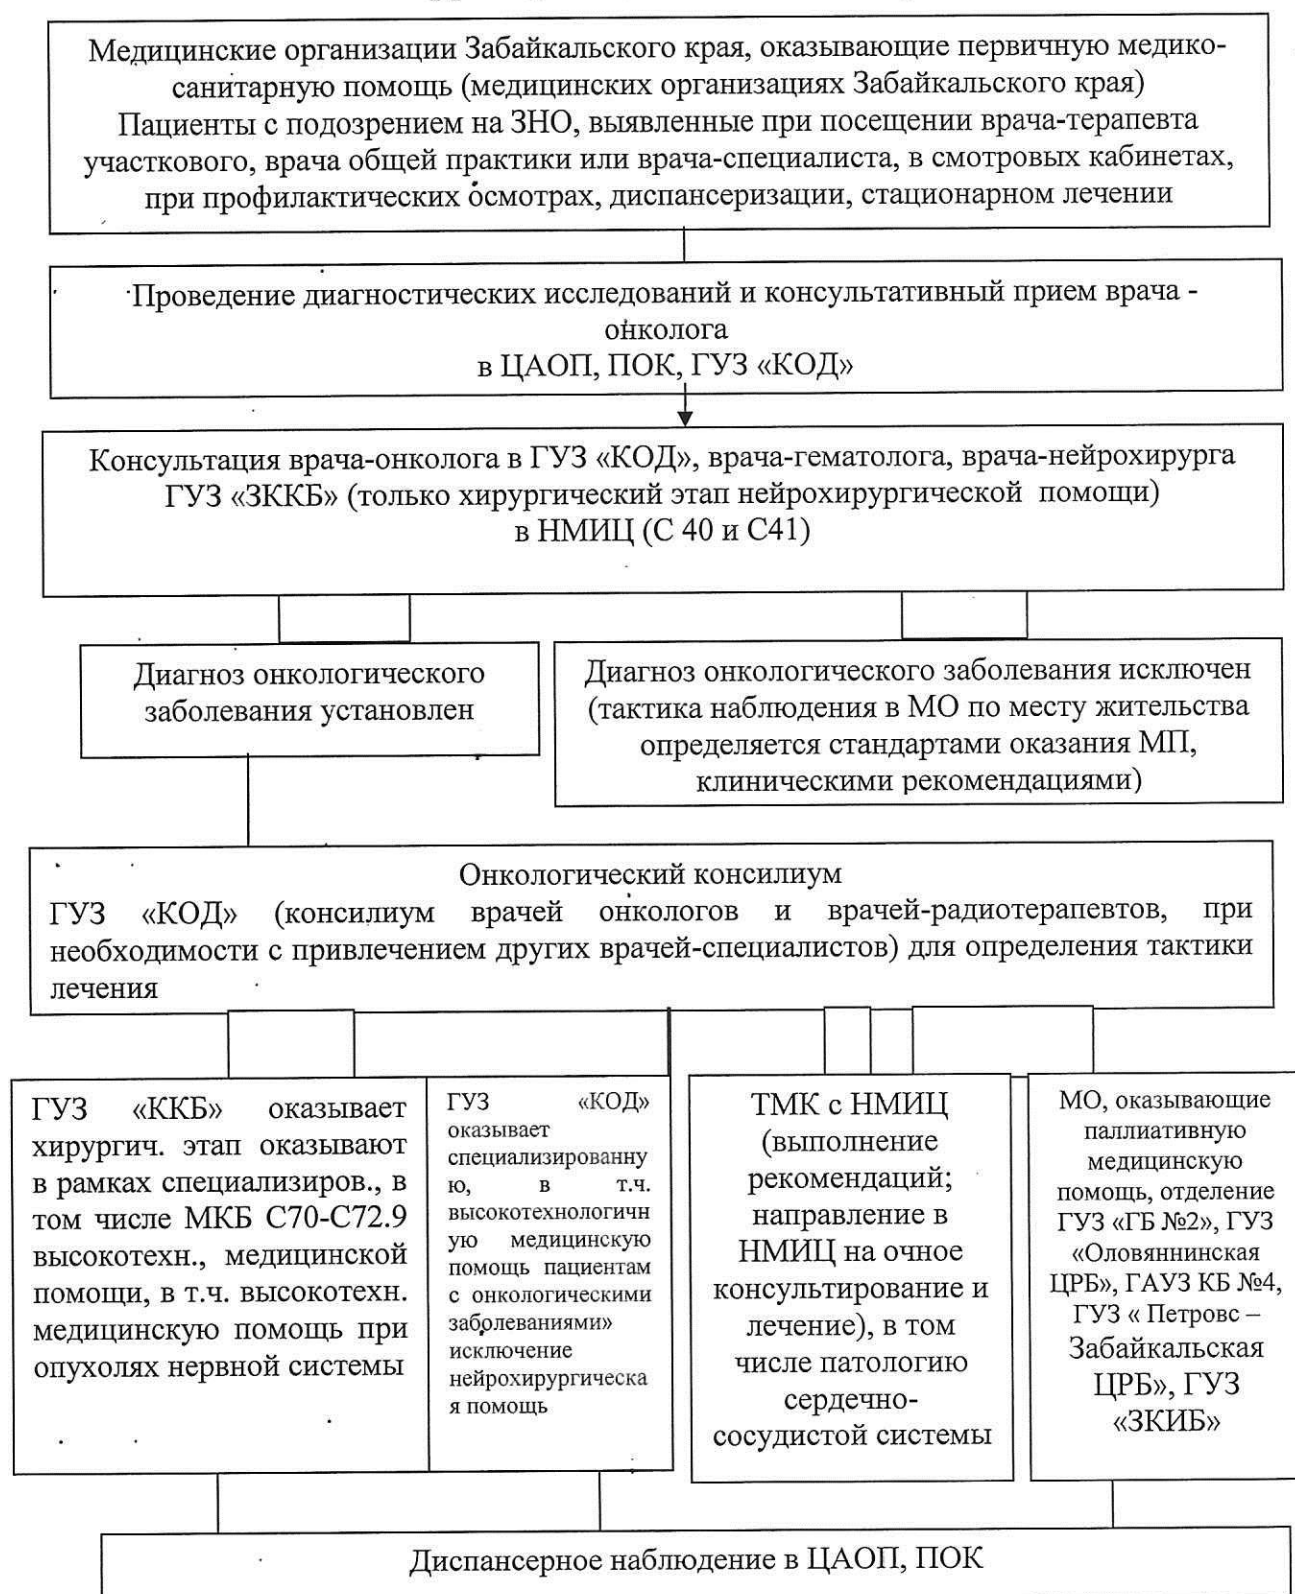 Медицинские организации Забайкальского края, оказывающие первичную медико-
санитарную помощь (медицинских организациях Забайкальского края)
Пациенты с подозрением на ЗНО, выявленные при посещении врача-терапевта
участкового, врача общей практики или врача-специалиста, в смотровых кабинетах,
при профилактических осмотрах, диспансеризации, стационарном лечении
Проведение диагностических исследований и консультативный прием врача -
онколога
в ЦАОП, ПОК, ГУЗ «КОД»
Консультация врача-онколога в ГУЗ «КОД», врача-гематолога, врача-нейрохирурга
ГУЗ «ЗККБ» (только хирургический этап нейрохирургической помощи)
в НМИЦ (С 40 и С41)
Диагноз онкологического
заболевания установлен
Диагноз онкологического заболевания исключен
(тактика наблюдения в МО по месту жительства
определяется стандартами оказания МП,
клиническими рекомендациями)
Онкологический консилиум
ГУЗ «КОД» (консилиум врачей онкологов и врачей-радиотерапевтов, при
необходимости с привлечением других врачей-специалистов) для определения тактики
лечения
ГУЗ «ККБ» оказывает
хирургич. этап оказывают
в рамках специализиров., в
том числе МКБ С70-С72.9
высокотехн., медицинской
помощи, в т.ч. высокотехн.
медицинскую помощь при
опухолях нервной системы
ГУЗ «КОД»
оказывает
специализированну
ю, в т.ч.
высокотехнологичн
ую медицинскую
помощь пациентам
с онкологическими
заболеваниями»
исключение
нейрохирургическа
я помощь
ТМК с НМИЦ
(выполнение
рекомендаций;
направление в
НМИЦ на очное
консультирование и
лечение), в том
числе патологию
сердечно-
сосудистой системы
МО, оказывающие
паллиативную
медицинскую
помощь, отделение
ГУЗ «ГБ №2», ГУЗ
«Оловяннинская
ЦРБ», ГАУЗ КБ №4,
ГУЗ « Петровс –
Забайкальская
ЦРБ», ГУЗ
«ЗКИБ»
Диспансерное наблюдение в ЦАОП, ПОК